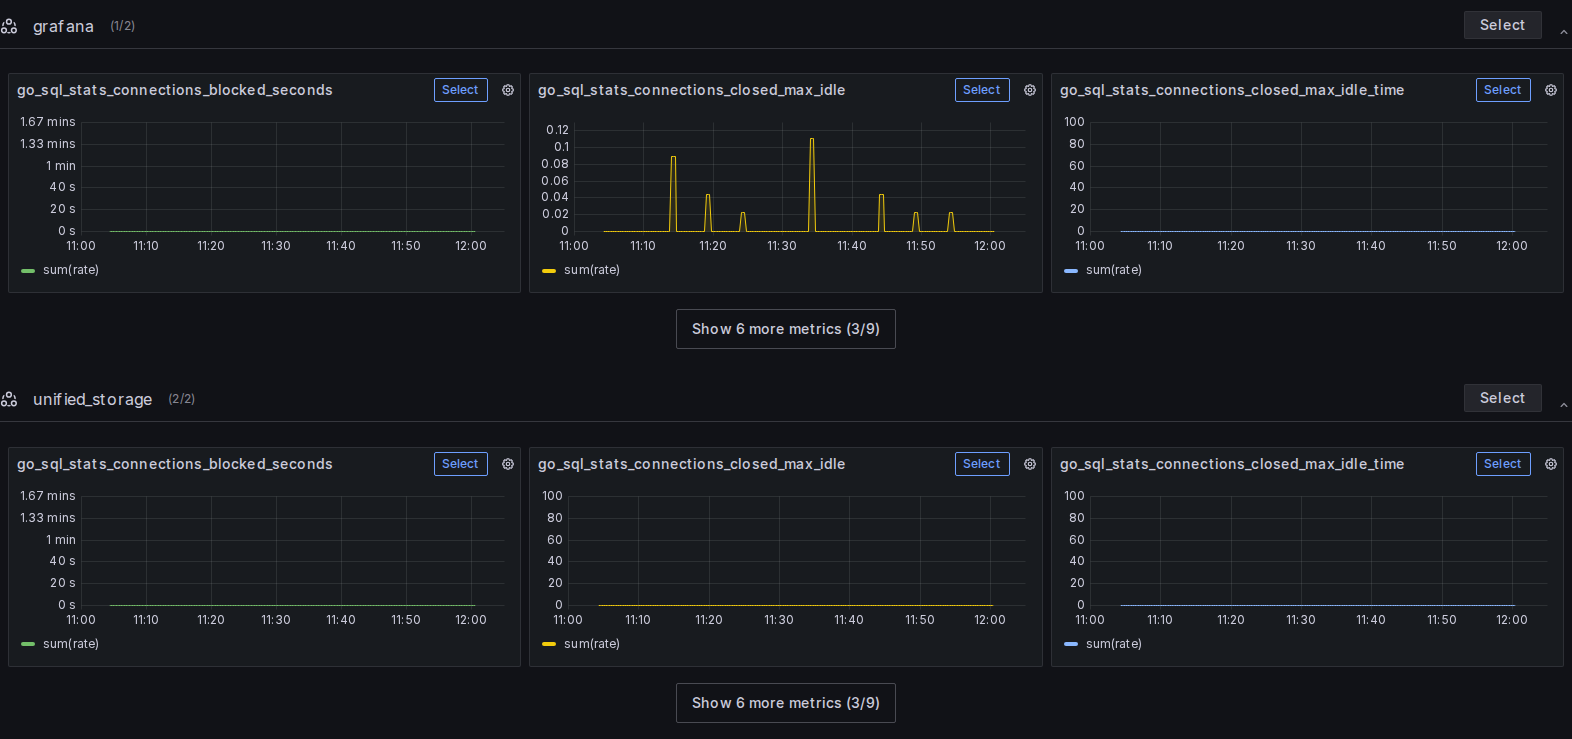 grafana (1/2) Select
go_sql_stats_connections_blocked_seconds Select
1.67 mins
1.33 mins
1 min
40 s
20 s
0 s
11:00 11:10 11:20 11:30 11:40 11:50 12:00
sum(rate)
go_sql_stats_connections_closed_max_idle Select
0.12
0.1
0.08
0.06
0.04
0.02
0
11:00 11:10 11:20 11:30 11:40 11:50 12:00
sum(rate)
go_sql_stats_connections_closed_max_idle_time Select
100
80
60
40
20
0
11:00 11:10 11:20 11:30 11:40 11:50 12:00
sum(rate)
Show 6 more metrics (3/9)
unified_storage (2/2) Select
go_sql_stats_connections_blocked_seconds Select
1.67 mins
1.33 mins
1 min
40 s
20 s
0 s
11:00 11:10 11:20 11:30 11:40 11:50 12:00
sum(rate)
go_sql_stats_connections_closed_max_idle Select
100
80
60
40
20
0
11:00 11:10 11:20 11:30 11:40 11:50 12:00
sum(rate)
go_sql_stats_connections_closed_max_idle_time Select
100
80
60
40
20
0
11:00 11:10 11:20 11:30 11:40 11:50 12:00
sum(rate)
Show 6 more metrics (3/9)